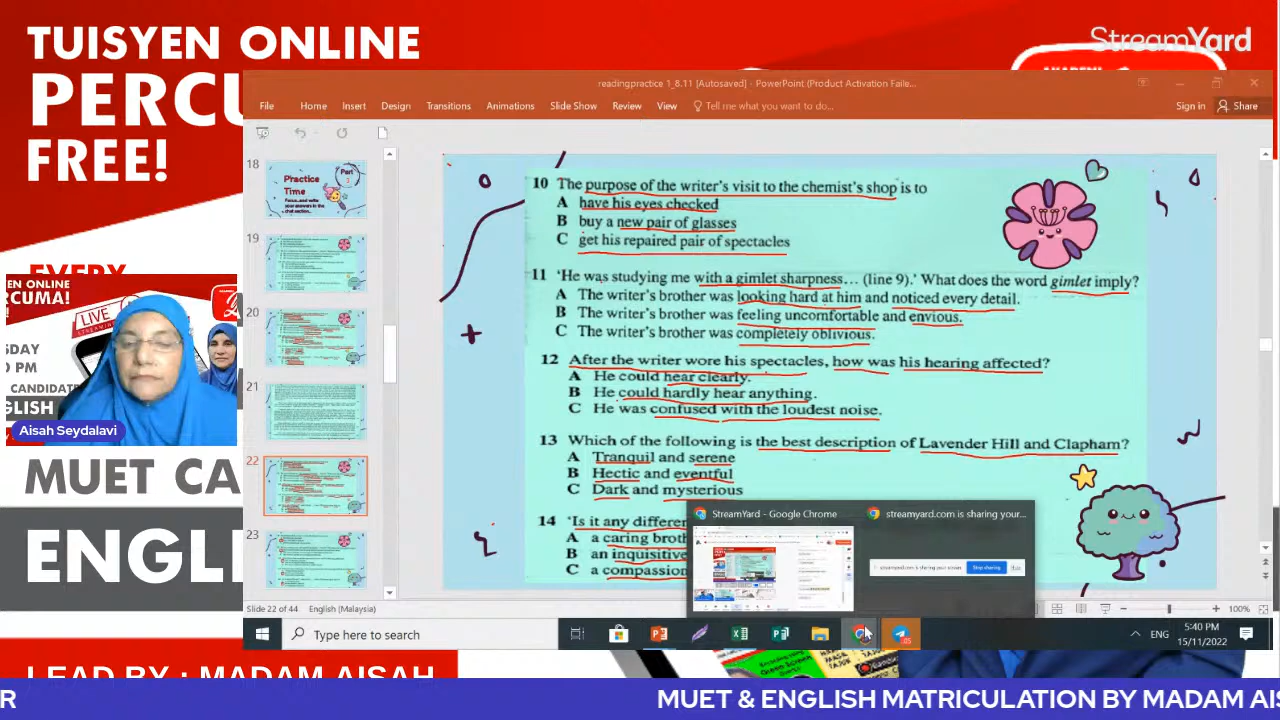 TUISYEN ONLINE
PERCU
FREE!
StreamYard
readingpractice 1_8.11 [Autosaved] - PowerPoint (Product Activation Faile...
File Home Insert Design Transitions Animations Slide Show Review View Tell me what you want to do... Sign in Share
18
Practice
Time
Part
19
20
21
22
23
10 The purpose of the writer's visit to the chemist's shop is to
A have his eyes checked
B buy a new pair of glasses
C get his repaired pair of spectacles
11 'He was studying me with a gimlet sharpness… (line 9).' What does the word gimlet imply?
A The writer's brother was looking hard at him and noticed every detail.
B The writer's brother was feeling uncomfortable and envious.
C The writer's brother was completely oblivious.
12 After the writer wore his spectacles, how was his hearing affected?
A He could hear clearly.
B He could hardly hear anything.
C He was confused with the loudest noise.
13 Which of the following is the best description of Lavender Hill and Clapham?
A Tranquil and serene
B Hectic and eventful
C Dark and mysterious
14 'Is it any differen
A a caring broth
B an inquisitive
C a compassion
StreamYard - Google Chrome
streamyard.com is sharing your...
Stop sharing
EVERY
EN ONLINE
RCUMA!
LIVE
SDAY
0 PM
CANDIDATE
GLISH
Aisah Seydalavi
MUET CA
ENGLI
LEAD BY : MADAM AISAH
Slide 22 of 44 English (Malaysia) 100%
Type here to search
ENG
5:40 PM
15/11/2022
R MUET & ENGLISH MATRICULATION BY MADAM AIS